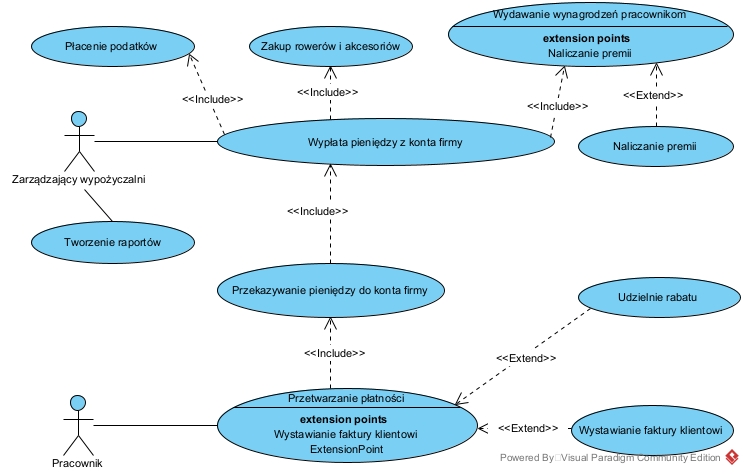 Wydawanie wynagrodzeń pracownikom
extension points
Naliczanie premii
Płacenie podatków
Zakup rowerów i akcesoriów
<<Include>>
<<Include>>
<<Include>>
<<Extend>>
Wypłata pieniędzy z konta firmy
Naliczanie premii
Zarządzający wypożyczalni
<<Include>>
Tworzenie raportów
Przekazywanie pieniędzy do konta firmy
Udzielnie rabatu
<<Include>>
<<Extend>>
Przetwarzanie płatności
extension points
Wystawianie faktury klientowi
ExtensionPoint
<<Extend>>
Wystawianie faktury klientowi
Pracownik
Powered By Visual Paradigm Community Edition